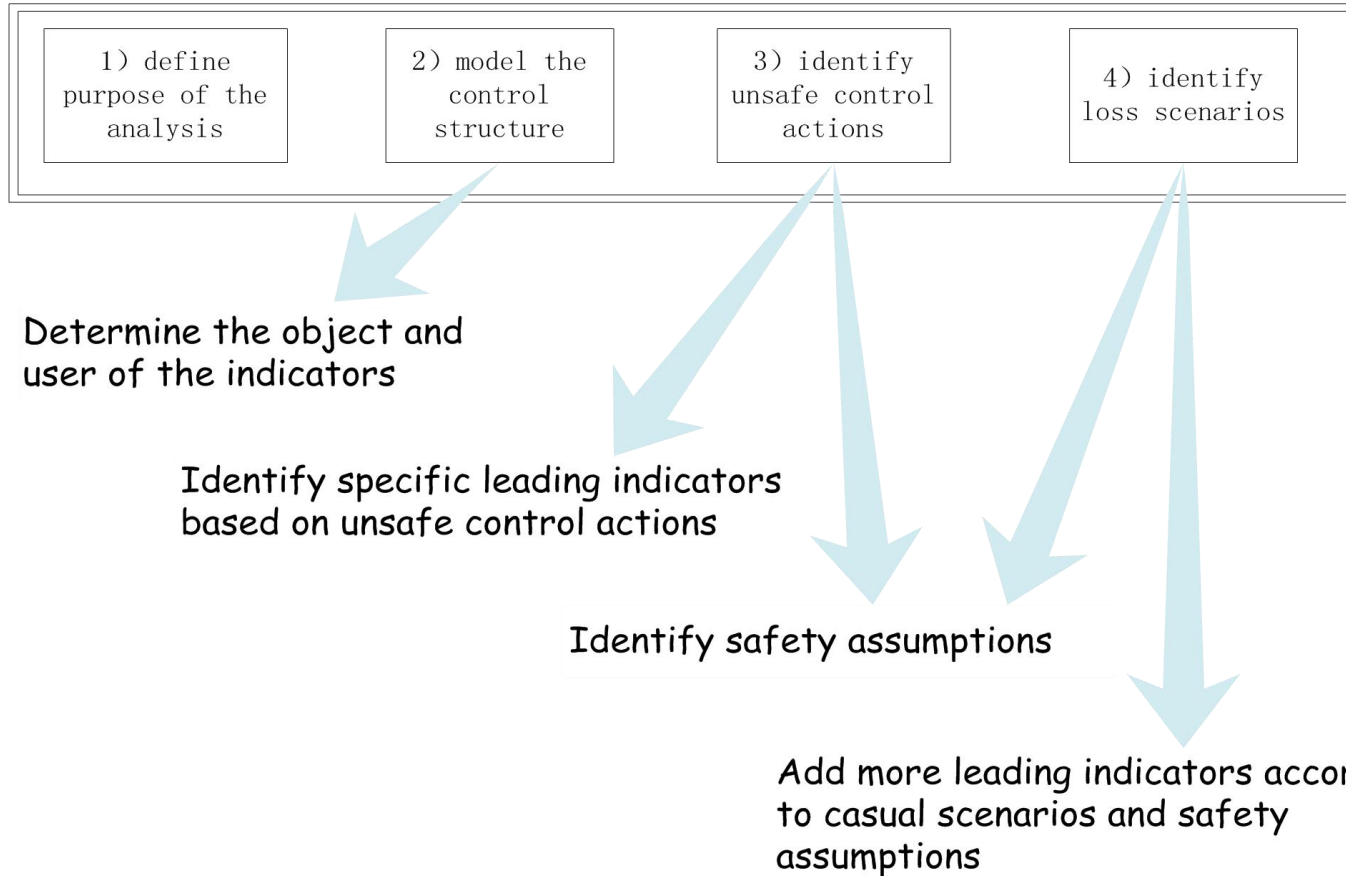 1) define
purpose of the
analysis
2) model the
control
structure
3) identify
unsafe control
actions
4) identify
loss scenarios
Determine the object and
user of the indicators
Identify specific leading indicators
based on unsafe control actions
Identify safety assumptions
Add more leading indicators
to casual scenarios and safety
assumptions